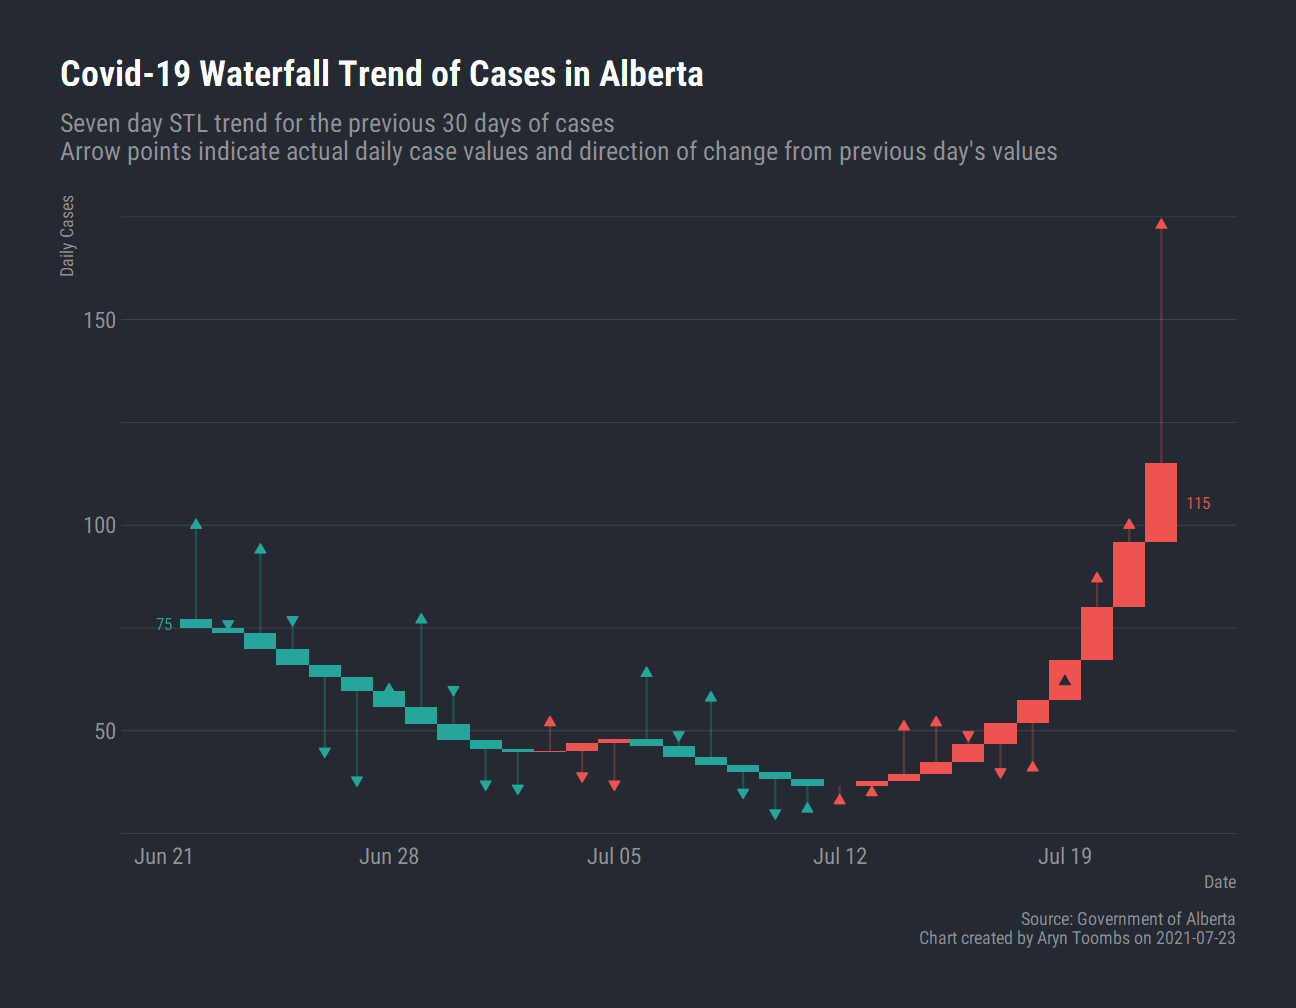 Covid-19 Waterfall Trend of Cases in Alberta
Seven day STL trend for the previous 30 days of cases
Arrow points indicate actual daily case values and direction of change from previous day's values
Daily Cases
150
100
50
75
115
Jun 21
Jun 28
Jul 05
Jul 12
Jul 19
Date
Source: Government of Alberta
Chart created by Aryn Toombs on 2021-07-23